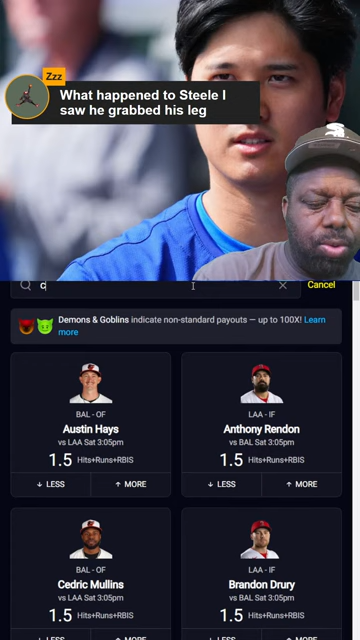 Zzz
What happened to Steele I
saw he grabbed his leg
c
Cancel
Demons & Goblins indicate non-standard payouts — up to 100X! Learn
more
BAL - OF
Austin Hays
vs LAA Sat 3:05pm
1.5 Hits+Runs+RBIS
↓ LESS ↑ MORE
LAA - IF
Anthony Rendon
vs BAL Sat 3:05pm
1.5 Hits+Runs+RBIS
↓ LESS ↑ MORE
BAL - OF
Cedric Mullins
vs LAA Sat 3:05pm
1.5 Hits+Runs+RBIS
↓ LESS ↑ MORE
LAA - IF
Brandon Drury
vs BAL Sat 3:05pm
1.5 Hits+Runs+RBIS
↓ LESS ↑ MORE